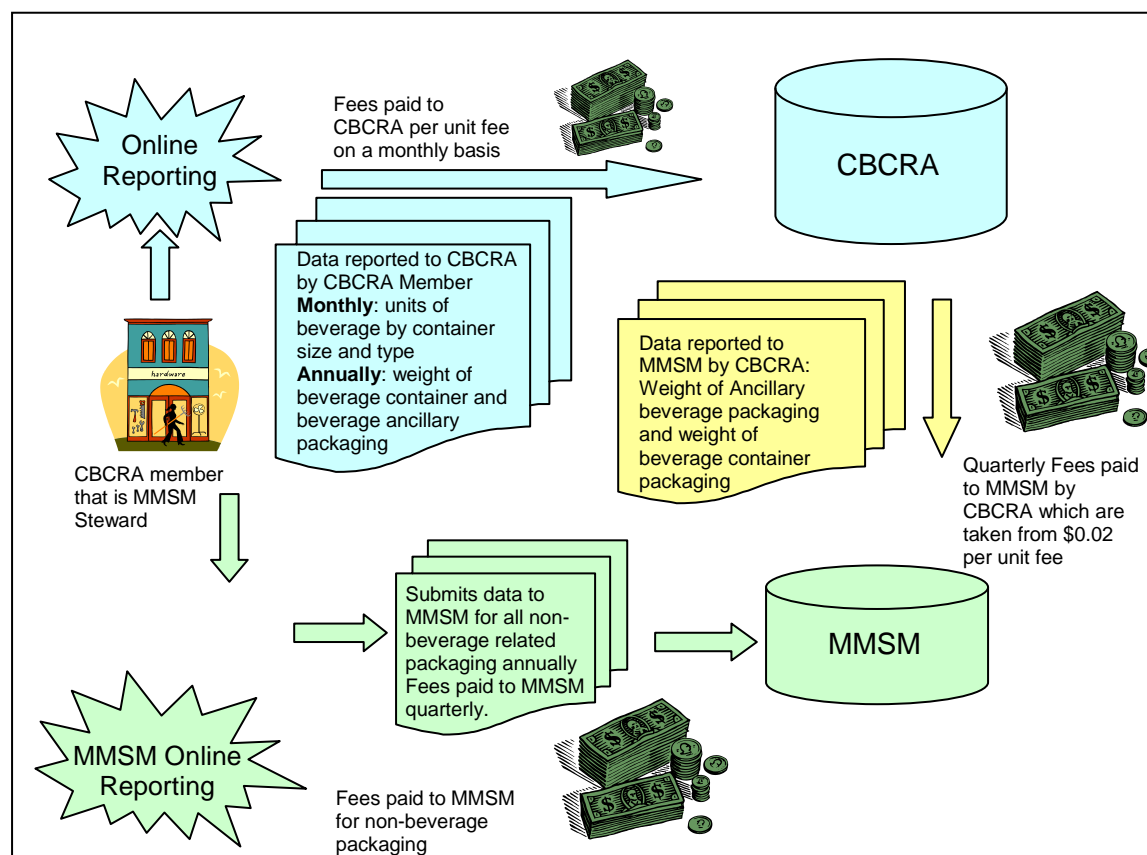 Online
Reporting
Fees paid to
CBCRA per unit fee
on a monthly basis
CBCRA
Data reported to CBCRA
by CBCRA Member
Monthly: units of
beverage by container
size and type
Annually: weight of
beverage container and
beverage ancillary
packaging
hardware
CBCRA member
that is MMSM
Steward
Data reported to
MMSM by CBCRA:
Weight of Ancillary
beverage packaging
and weight of
beverage container
packaging
Quarterly Fees paid
to MMSM by
CBCRA which are
taken from $0.02
per unit fee
Submits data to
MMSM for all non-
beverage related
packaging annually
Fees paid to MMSM
quarterly.
MMSM
MMSM Online
Reporting
Fees paid to MMSM
for non-beverage
packaging